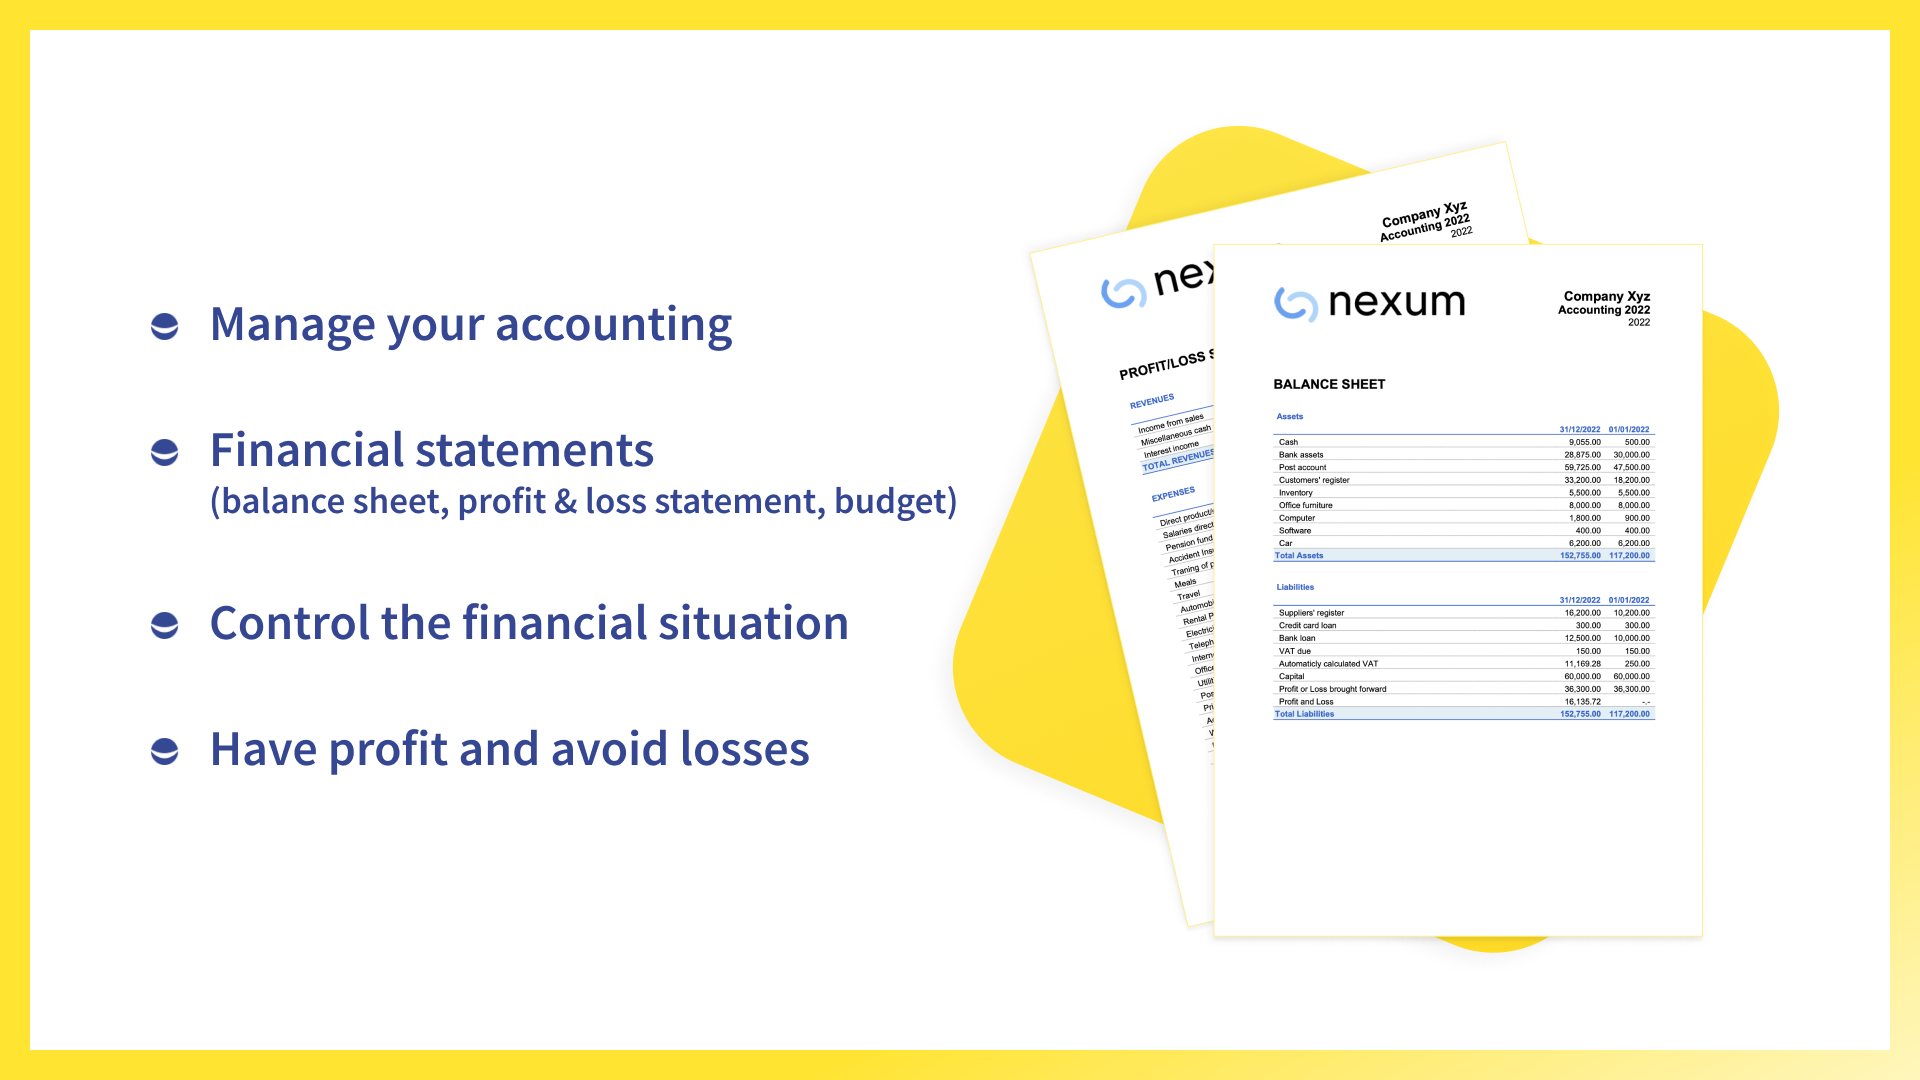 Manage your accounting
Financial statements
(balance sheet, profit & loss statement, budget)
Control the financial situation
Have profit and avoid losses
Company Xyz
Accounting 2022
2022
PROFIT/LOSS
REVENUES
Income from sales
Miscellaneous cash
Interest income
TOTAL REVENUES
EXPENSES
Direct
Salaries direct
Pension fund
Accident
Traning of
Meals
Travel
Rental
nexum
Company Xyz
Accounting 2022
2022
BALANCE SHEET
Assets
31/12/2022 01/01/2022
Cash 9,055.00 500.00
Bank assets 28,875.00 30,000.00
Post account 59,725.00 47,500.00
Customers' register 33,200.00 18,200.00
Inventory 5,500.00 5,500.00
Office furniture 8,000.00 8,000.00
Computer 1,800.00 900.00
Software 400.00 400.00
Car 6,200.00 6,200.00
Total Assets 152,755.00 117,200.00
Liabilities
31/12/2022 01/01/2022
Suppliers' register 16,200.00 10,200.00
Credit card loan 300.00 300.00
Bank loan 12,500.00 10,000.00
VAT due 150.00 150.00
Automaticly calculated VAT 11,169.28 250.00
Capital 60,000.00 60,000.00
Profit or Loss brought forward 36,300.00 36,300.00
Profit and Loss 16,135.72 -.-
Total Liabilities 152,755.00 117,200.00